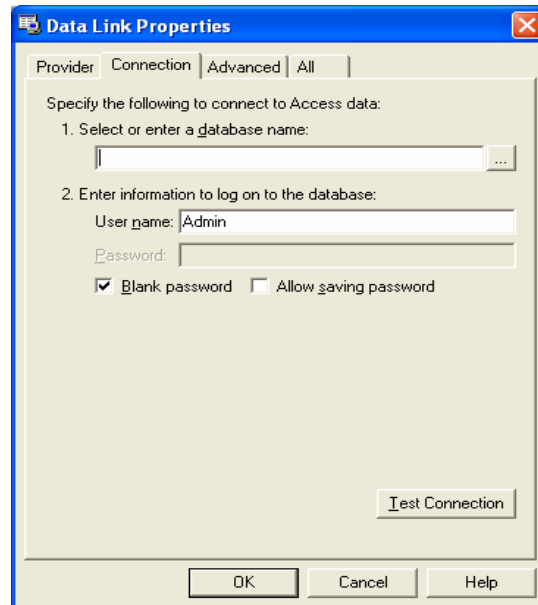 Data Link Properties
Provider Connection Advanced All
Specify the following to connect to Access data:
1. Select or enter a database name:
...
2. Enter information to log on to the database:
User name: Admin
Password:
Blank password Allow saving password
Test Connection
OK Cancel Help